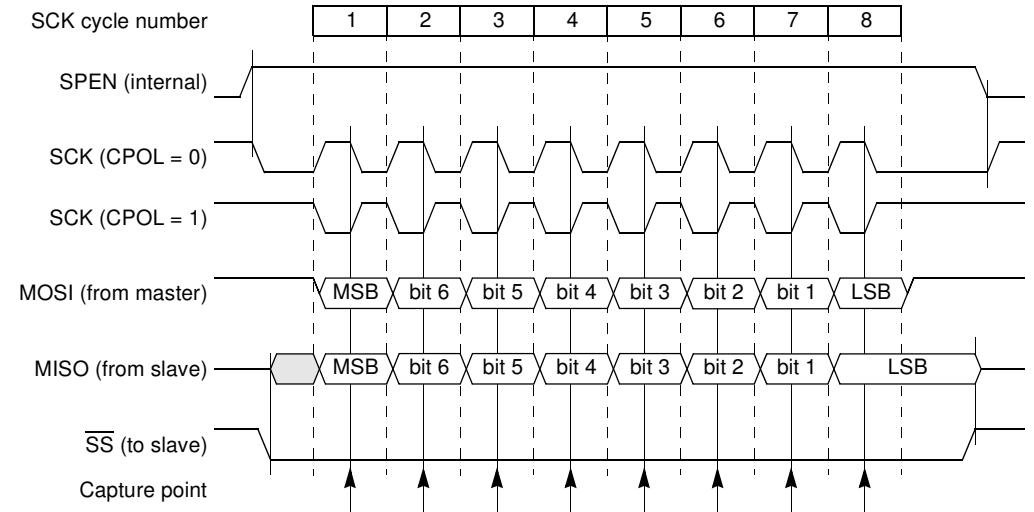 SCK cycle number 1 2 3 4 5 6 7 8
SPEN (internal)
SCK (CPOL = 0)
SCK (CPOL = 1)
MOSI (from master) MSB bit 6 bit 5 bit 4 bit 3 bit 2 bit 1 LSB
MISO (from slave) MSB bit 6 bit 5 bit 4 bit 3 bit 2 bit 1 LSB
SS (to slave)
Capture point